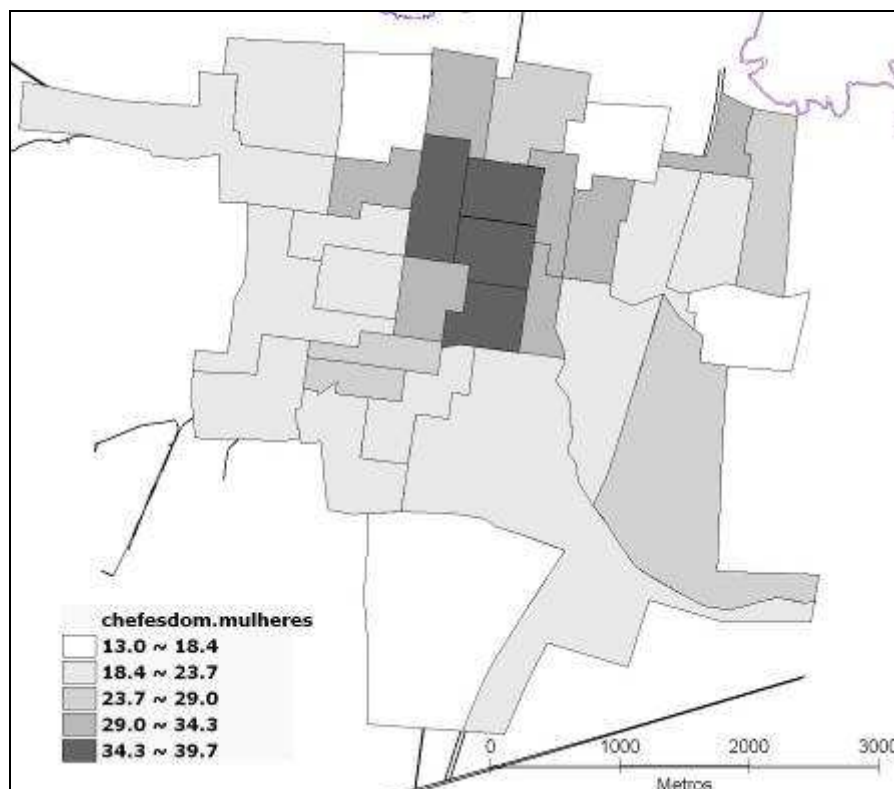 chefesdom.mulheres
13.0 ~ 18.4
18.4 ~ 23.7
23.7 ~ 29.0
29.0 ~ 34.3
34.3 ~ 39.7
0 1000 2000 3000
Metros